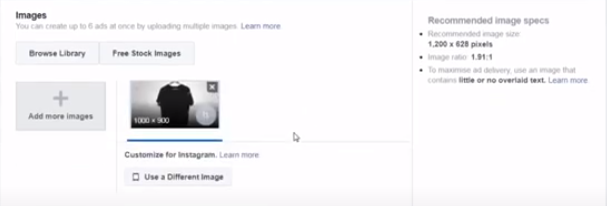 Images
You can create up to 6 ads at once by uploading multiple images. Learn more
Browse Library
Free Stock Images
Add more images
1000 × 900
Customize for Instagram. Learn more
Use a Different Image
Recommended image specs
Recommended image size
1,200 x 628 pixels
Image ratio 1.91:1
To maximise ad delivery, use an image that
contains little or no overlaid text. Learn more